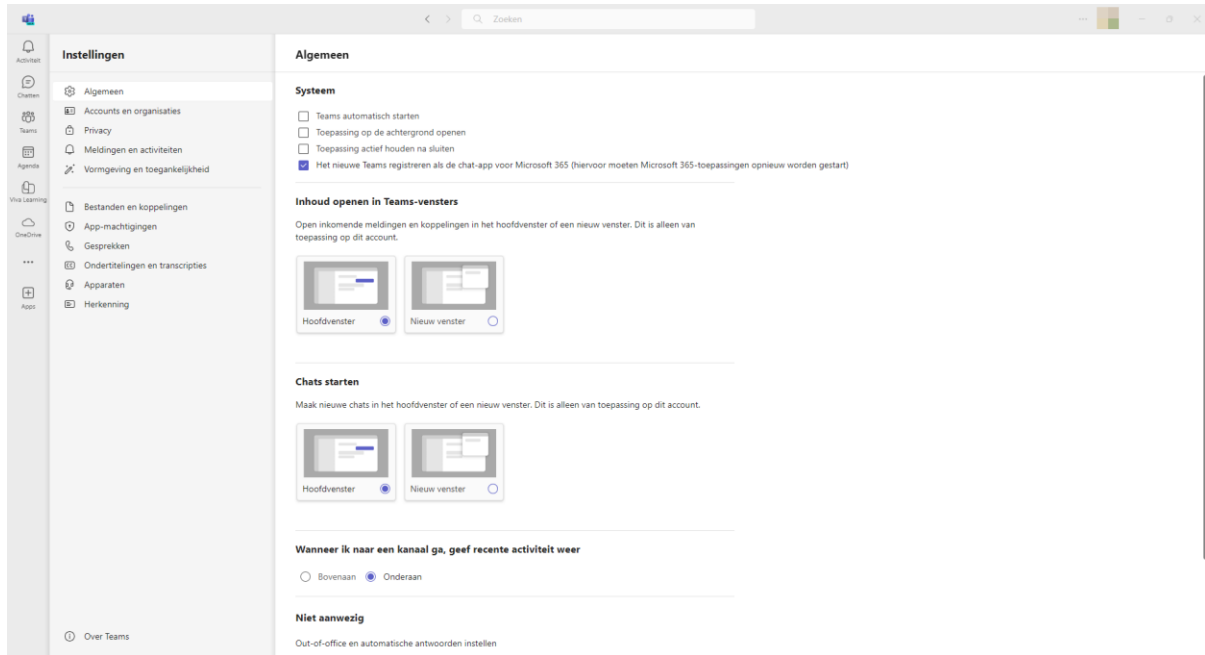 Zoeken
Activiteit
Chatten
Teams
Agenda
Viva Learning
OneDrive
Apps
Instellingen
Algemeen
Accounts en organisaties
Privacy
Meldingen en activiteiten
Vormgeving en toegankelijkheid
Bestanden en koppelingen
App-machtigingen
Gesprekken
Ondertitelingen en transcripties
Apparaten
Herkenning
Over Teams
Algemeen
Systeem
Teams automatisch starten
Toepassing op de achtergrond openen
Toepassing actief houden na sluiten
Het nieuwe Teams registreren als de chat-app voor Microsoft 365 (hiervoor moeten Microsoft 365-toepassingen opnieuw worden gestart)
Inhoud openen in Teams-vensters
Open inkomende meldingen en koppelingen in het hoofdvenster of een nieuw venster. Dit is alleen van
toepassing op dit account.
Hoofdvenster
Nieuw venster
Chats starten
Maak nieuwe chats in het hoofdvenster of een nieuw venster. Dit is alleen van toepassing op dit account.
Hoofdvenster
Nieuw venster
Wanneer ik naar een kanaal ga, geef recente activiteit weer
Bovenaan
Onderaan
Niet aanwezig
Out-of-office en automatische antwoorden instellen